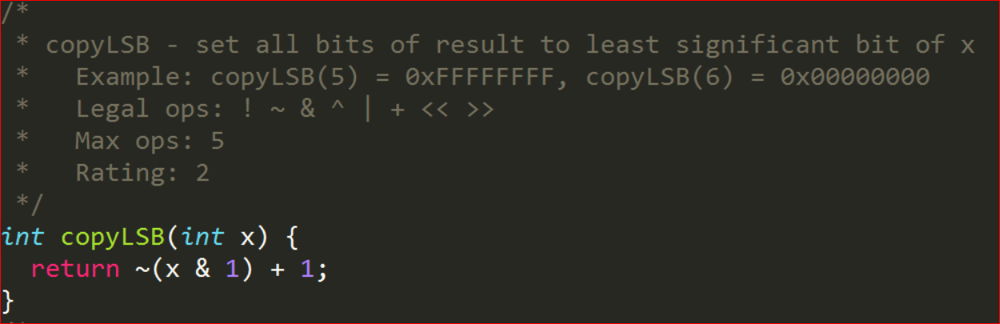 /*
 * copyLSB - set all bits of result to least significant bit of x
 *   Example: copyLSB(5) = 0xFFFFFFFF, copyLSB(6) = 0x00000000
 *   Legal ops: ! ~ & ^ | + << >>
 *   Max ops: 5
 *   Rating: 2
 */
int copyLSB(int x) {
  return ~(x & 1) + 1;
}